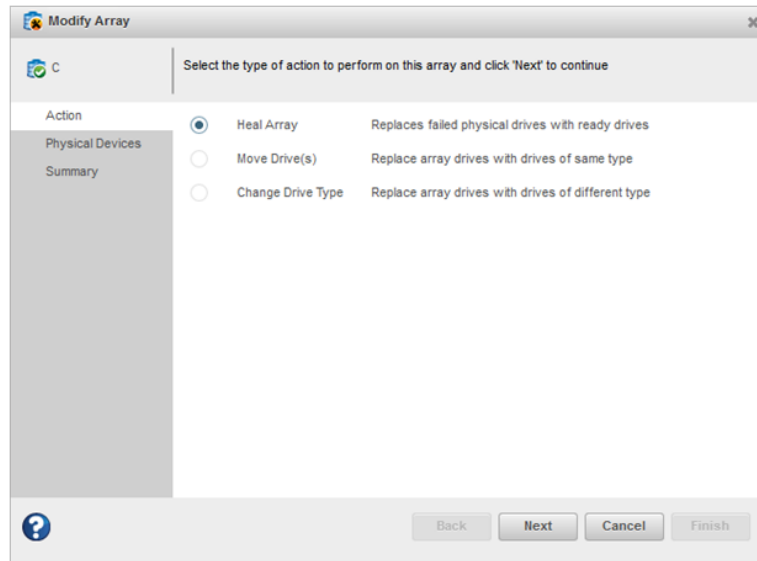 Modify Array
C
Select the type of action to perform on this array and click 'Next' to continue
Action
Physical Devices
Summary
Heal Array Replaces failed physical drives with ready drives
Move Drive(s) Replace array drives with drives of same type
Change Drive Type Replace array drives with drives of different type
? Back Next Cancel Finish